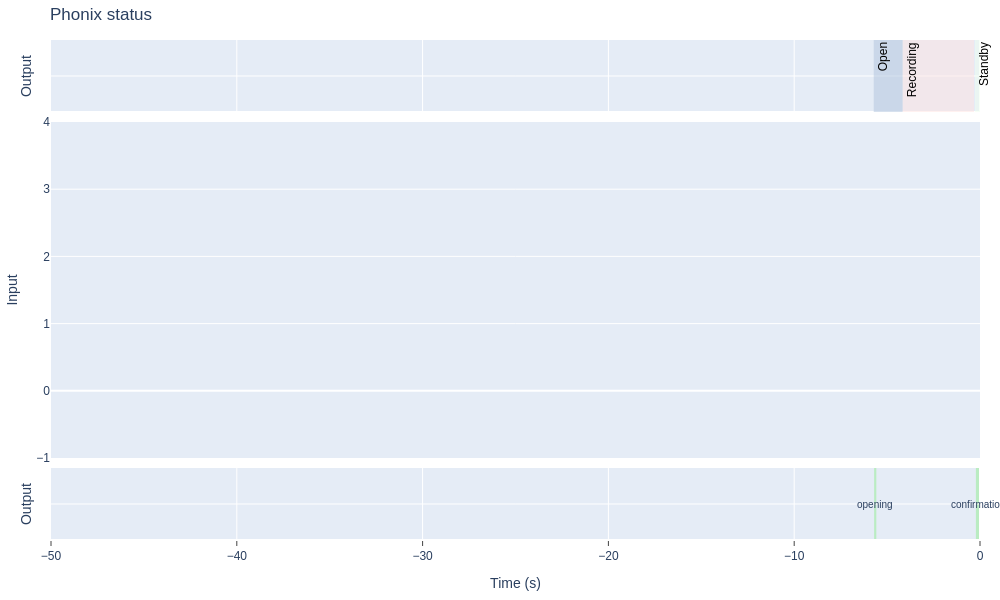 Phonix status
Output
Open
Recording
Standby
4
3
2
1
0
−1
Input
Output
opening
confirmatio
−50
−40
−30
−20
−10
0
Time (s)